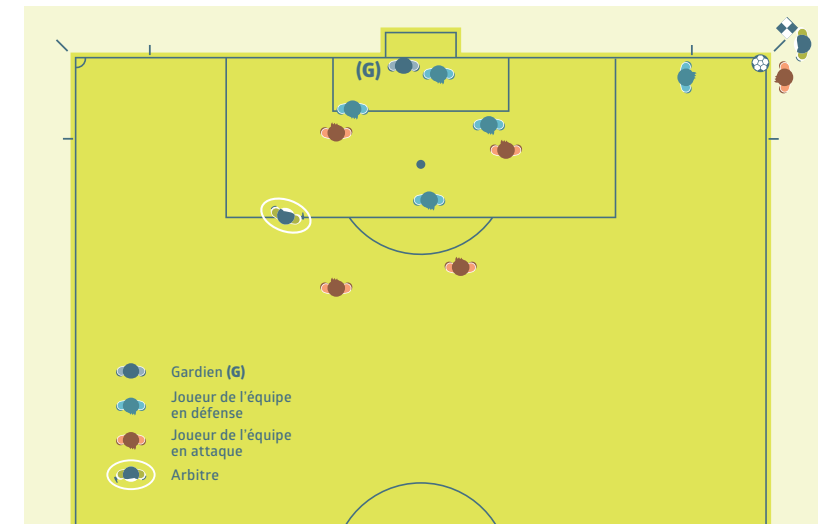 (G)
Gardien (G)
Joueur de l'équipe
en défense
Joueur de l'équipe
en attaque
Arbitre